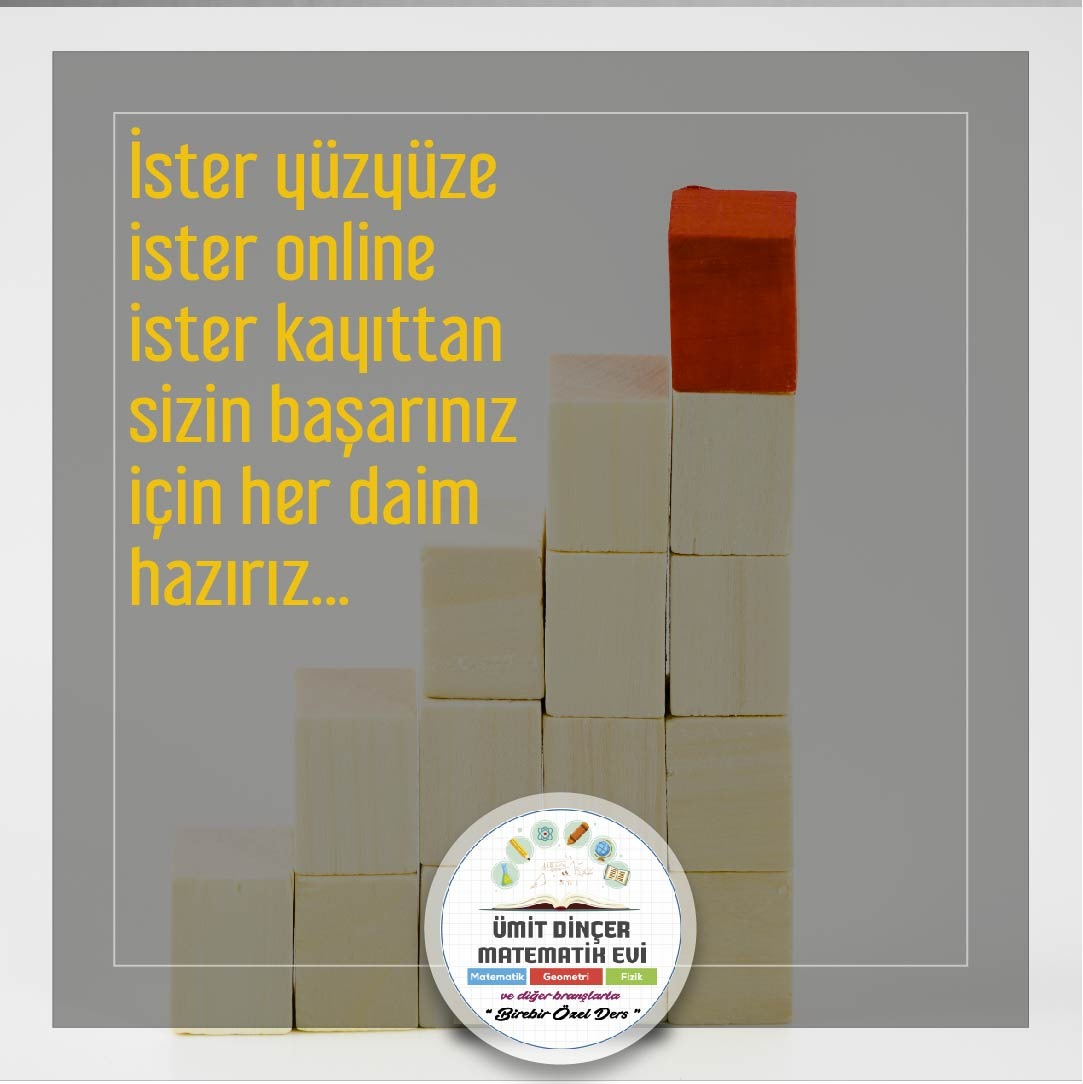 İster yüzyüze
ister online
ister kayıttan
sizin başarınız
için her daim
hazırız...
ÜMİT DİNÇER
MATEMATİK EVİ
Matematik Geometri Fizik
ve diğer branşlarla
“ Birebir Özel Ders ”